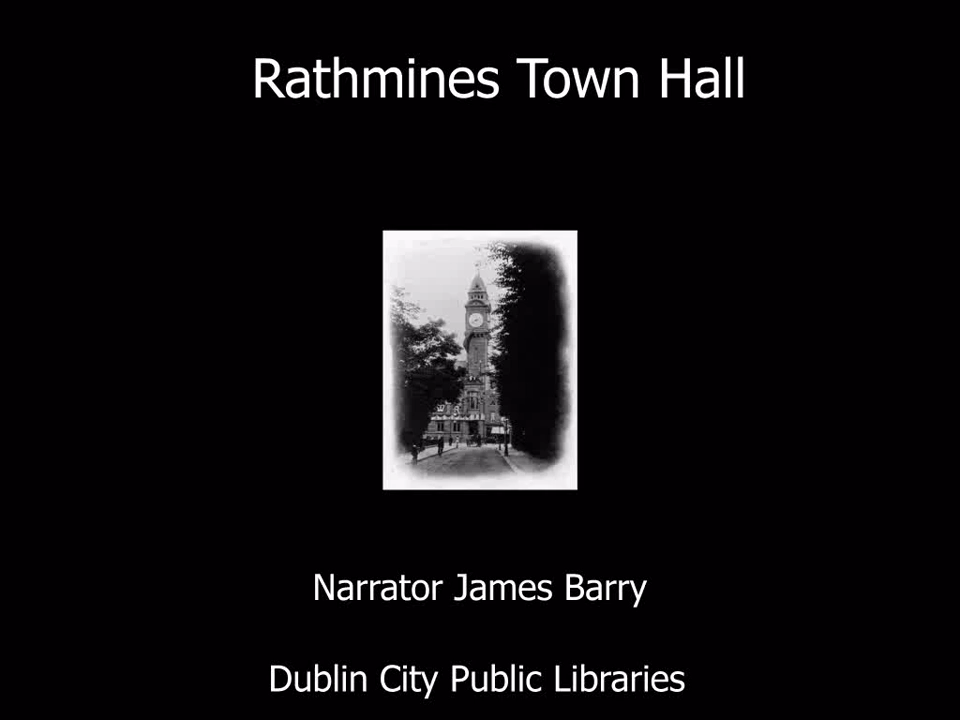 Rathmines Town Hall
Narrator James Barry
Dublin City Public Libraries